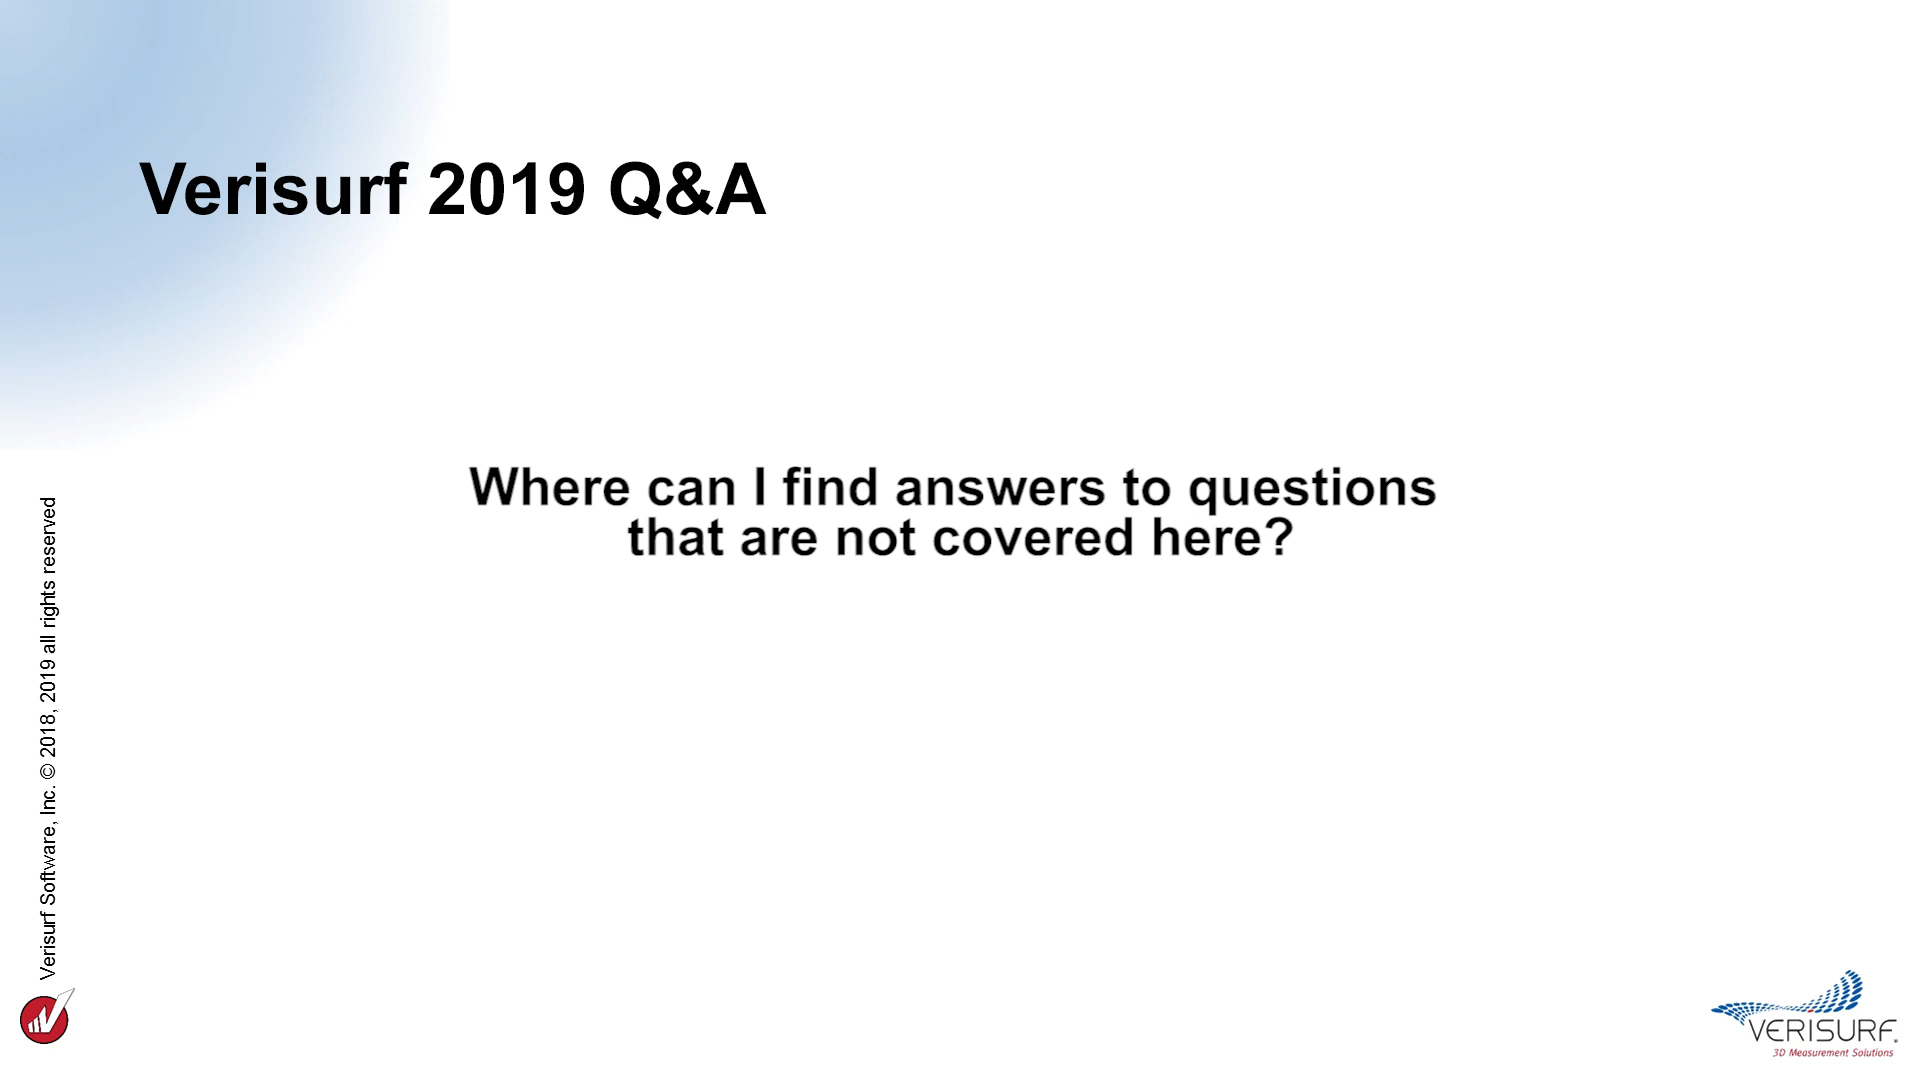 Verisurf 2019 Q&A
Where can I find answers to questions
that are not covered here?
Verisurf Software, Inc. © 2018, 2019 all rights reserved
VERISURF®
3D Measurement Solutions